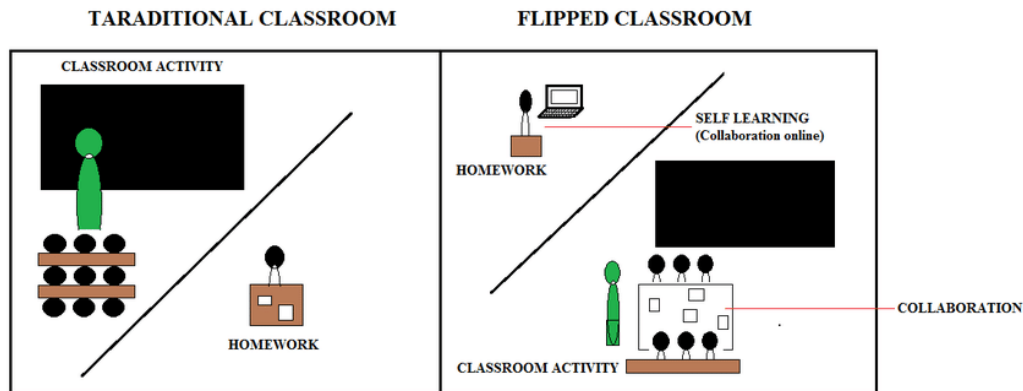 TARADITIONAL CLASSROOM
FLIPPED CLASSROOM
CLASSROOM ACTIVITY
HOMEWORK
SELF LEARNING
(Collaboration online)
HOMEWORK
COLLABORATION
CLASSROOM ACTIVITY